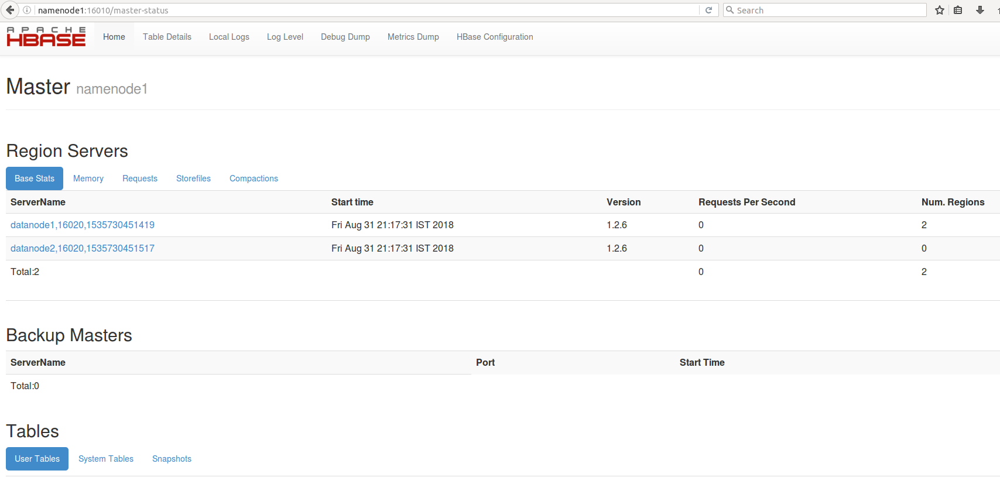 namenode1:16010/master-status
Search
APACHE
HBASE
Home Table Details Local Logs Log Level Debug Dump Metrics Dump HBase Configuration
Master namenode1
Region Servers
Base Stats Memory Requests Storefiles Compactions
ServerName Start time Version Requests Per Second Num. Regions
datanode1,16020,1535730451419 Fri Aug 31 21:17:31 IST 2018 1.2.6 0 2
datanode2,16020,1535730451517 Fri Aug 31 21:17:31 IST 2018 1.2.6 0 0
Total:2 0 2
Backup Masters
ServerName Port Start Time
Total:0
Tables
User Tables System Tables Snapshots